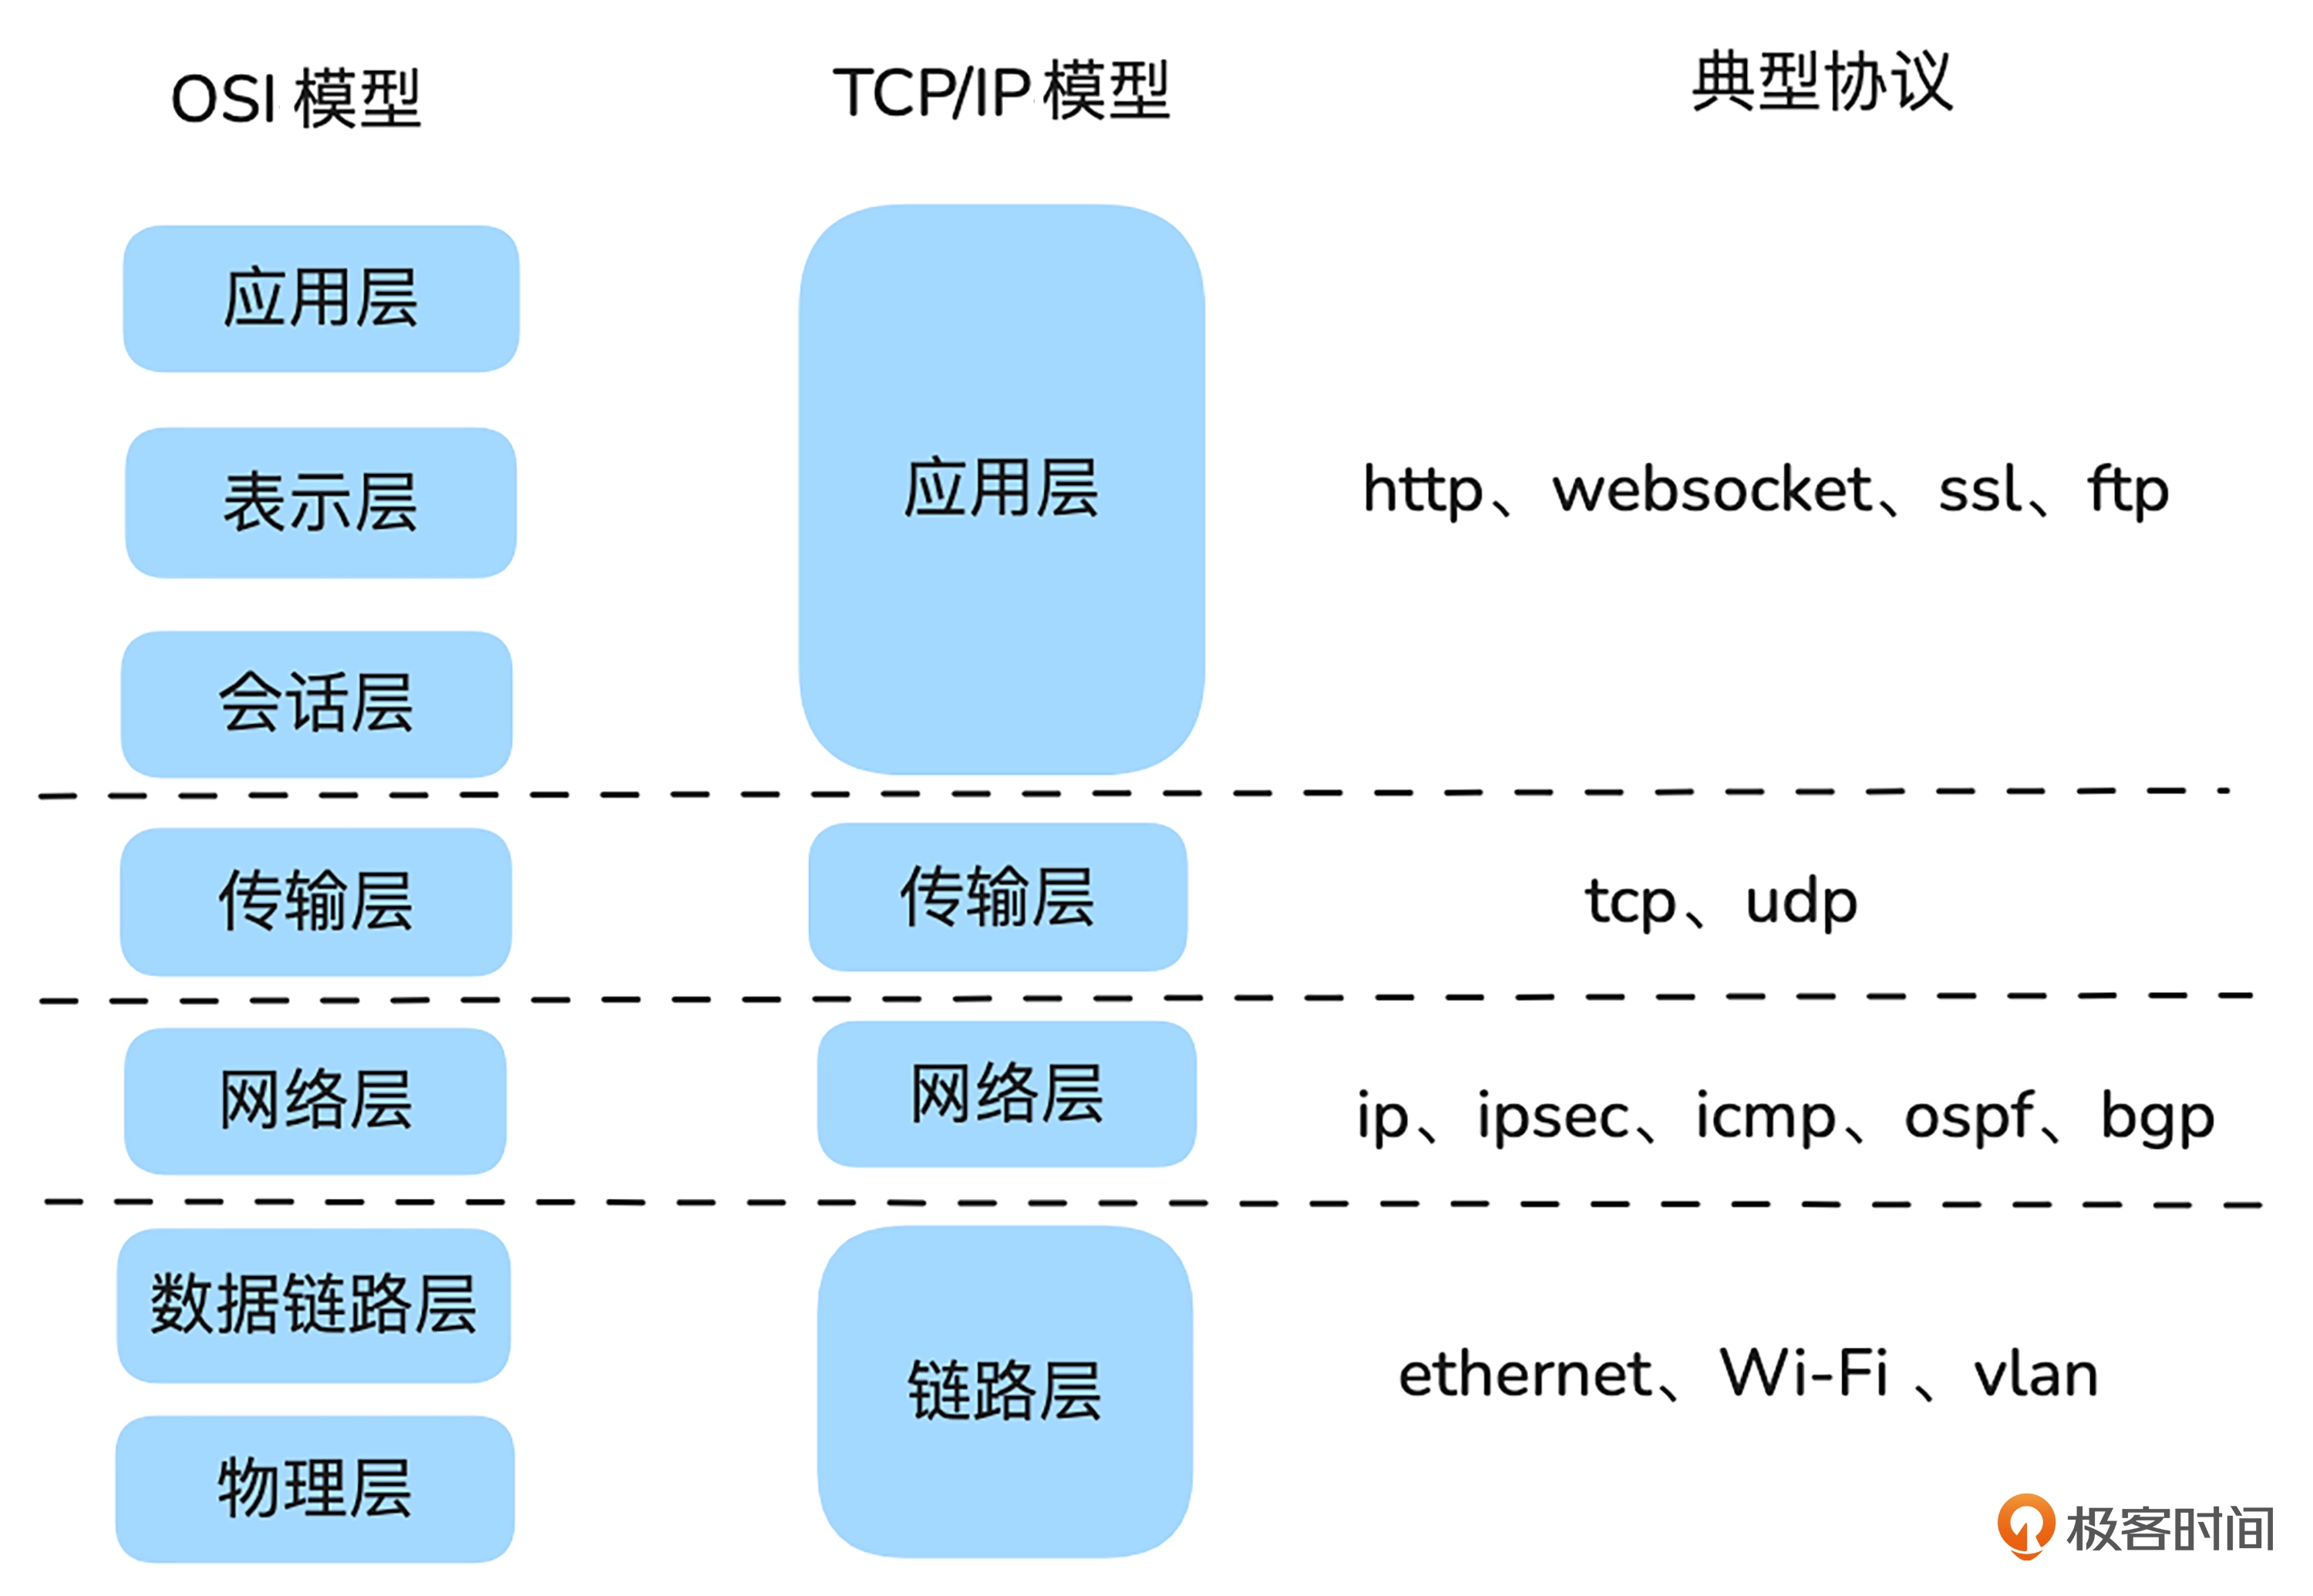 OSI 模型 TCP/IP 模型 典型协议
应用层
表示层 应用层 http、websocket、ssl、ftp
会话层
传输层 传输层 tcp、udp
网络层 网络层 ip、ipsec、icmp、ospf、bgp
数据链路层
链路层 ethernet、Wi-Fi 、vlan
物理层
极客时间